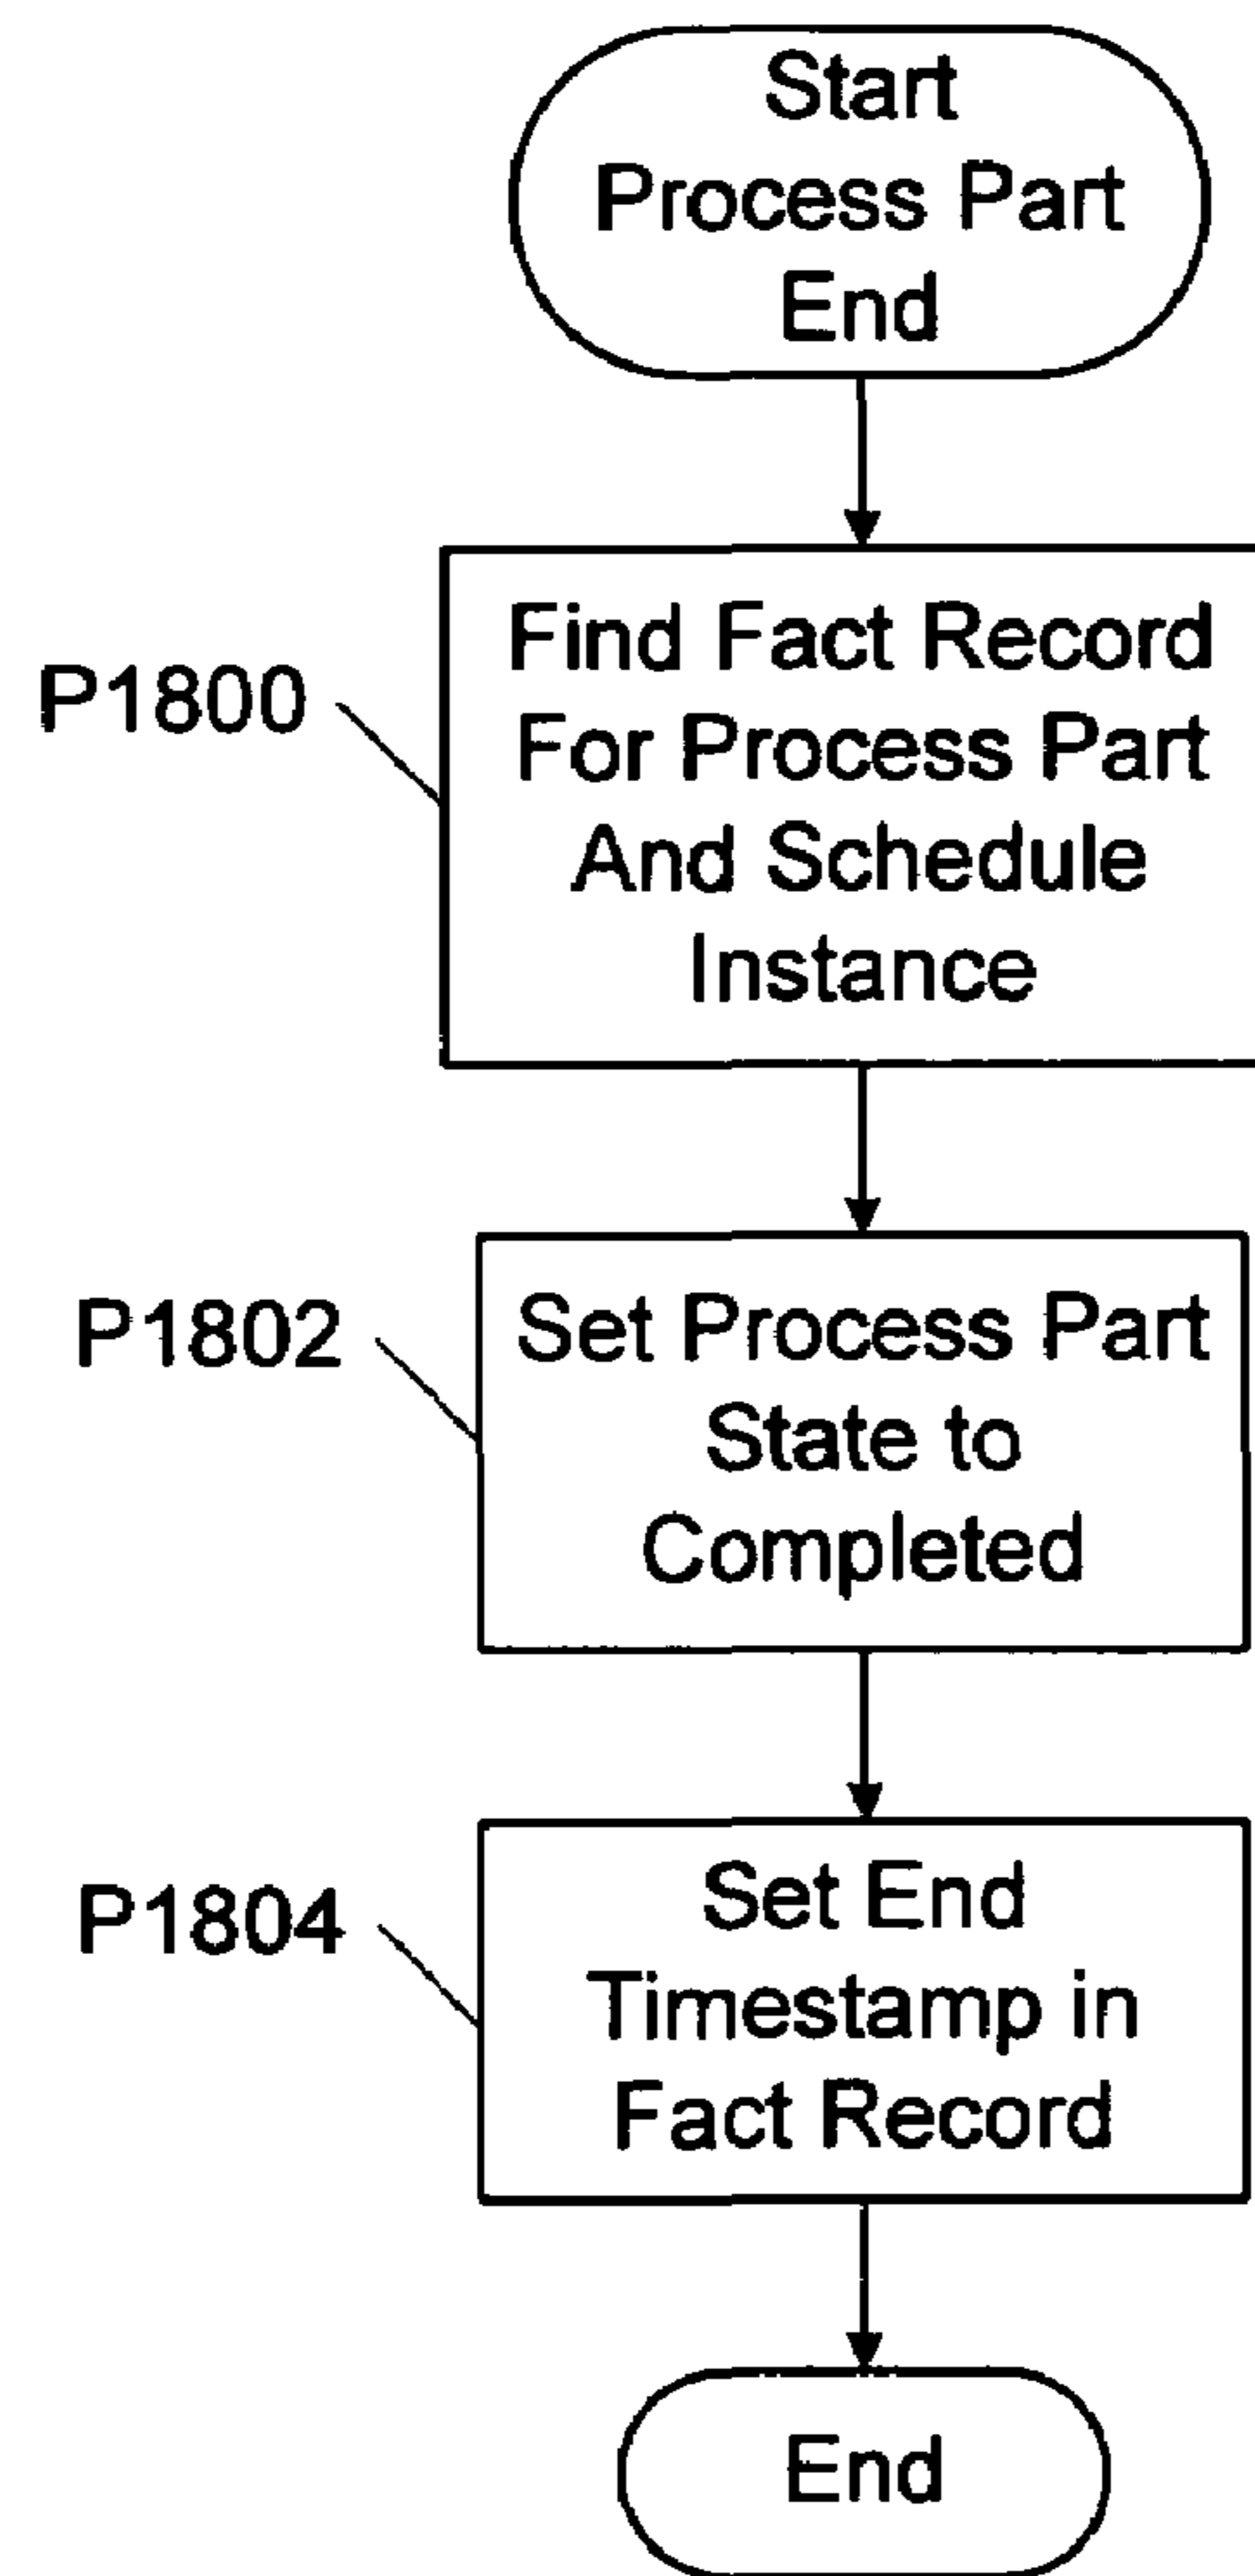 Start
Process Part
End
P1800
Find Fact Record
For Process Part
And Schedule
Instance
P1802
Set Process Part
State to
Completed
P1804
Set End
Timestamp in
Fact Record
End